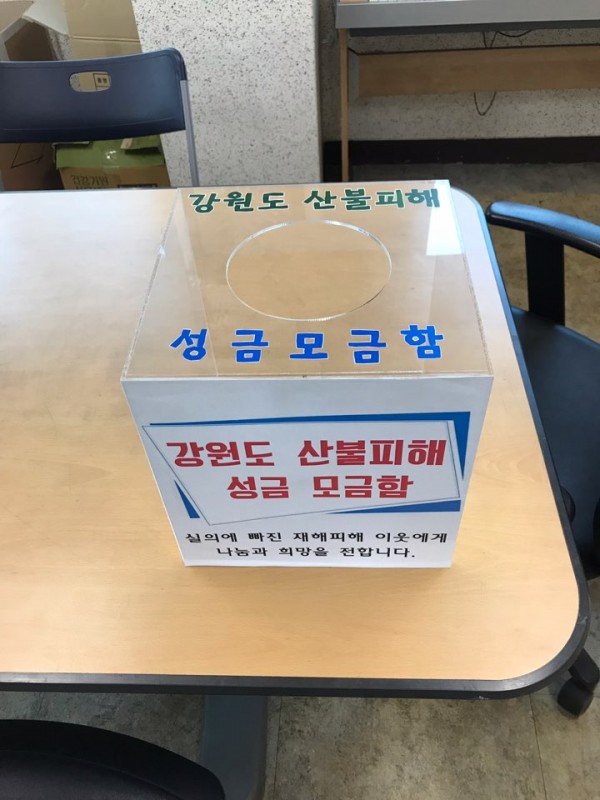 강원도 산불피해
성금모금함
강원도 산불피해
성금 모금함
실의에 빠진 재해피해 이웃에게
나눔과 희망을 전합니다.